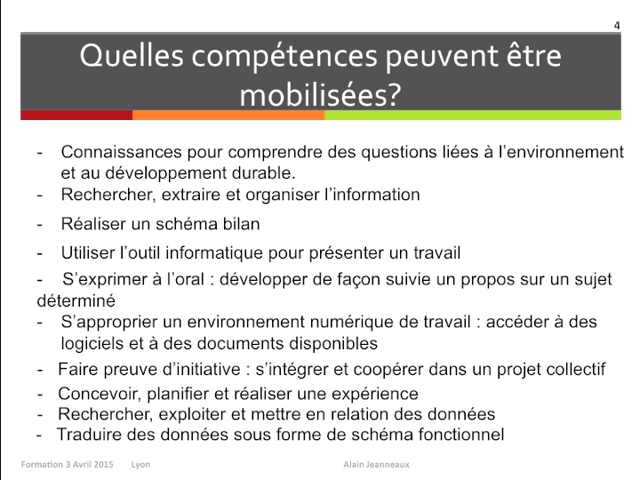 4
Quelles compétences peuvent être
mobilisées?
- Connaissances pour comprendre des questions liées à l’environnement
et au développement durable.
- Rechercher, extraire et organiser l’information
- Réaliser un schéma bilan
- Utiliser l’outil informatique pour présenter un travail
- S’exprimer à l’oral : développer de façon suivie un propos sur un sujet
déterminé
- S’approprier un environnement numérique de travail : accéder à des
logiciels et à des documents disponibles
- Faire preuve d’initiative : s’intégrer et coopérer dans un projet collectif
- Concevoir, planifier et réaliser une expérience
- Rechercher, exploiter et mettre en relation des données
- Traduire des données sous forme de schéma fonctionnel
Formation 3 Avril 2015 Lyon Alain Jeanneaux